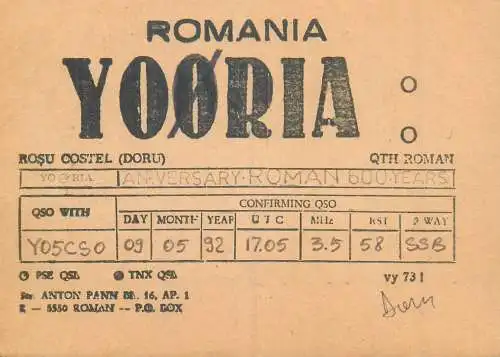 ROMANIA
YOØRIA
ROȘU COSTEL (DORU) QTH ROMAN
YOØRIA ANIVERSARY-ROMAN 600-YEARS
QSO WITH CONFIRMING QSO
DAY MONTH YEAR UTC MHz RST 2 WAY
YO5CSO 09 05 92 17.05 3.5 58 SSB
PSE QSL TNX QSL vy 73 !
Str. ANTON PANN BL. 16, AP. 1
R — 5550 ROMAN — P.O. BOX
Doru